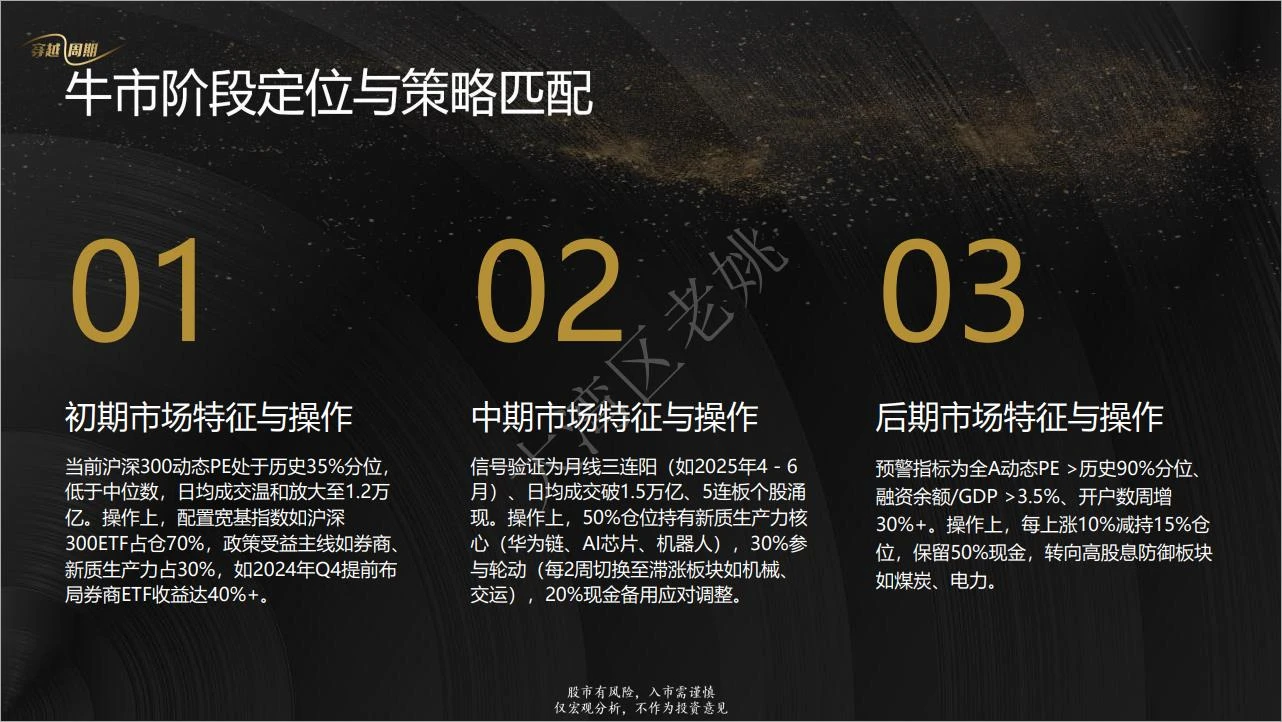 穿越周期
牛市阶段定位与策略匹配
01
初期市场特征与操作
当前沪深300动态PE处于历史35%分位，
低于中位数，日均成交温和放大至1.2万
亿。操作上，配置宽基指数如沪深
300ETF占仓70%，政策受益主线如券商、
新质生产力占30%，如2024年Q4提前布
局券商ETF收益达40%+。
02
中期市场特征与操作
信号验证为月线三连阳（如2025年4 - 6
月）、日均成交破1.5万亿、5连板个股涌
现。操作上，50%仓位持有新质生产力核
心（华为链、AI芯片、机器人），30%参
与轮动（每2周切换至滞涨板块如机械、
交运），20%现金备用应对调整。
03
后期市场特征与操作
预警指标为全A动态PE >历史90%分位、
融资余额/GDP >3.5%、开户数周增
30%+。操作上，每上涨10%减持15%仓
位，保留50%现金，转向高股息防御板块
如煤炭、电力。
大湾区老姚
股市有风险，入市需谨慎
仅宏观分析，不作为投资意见